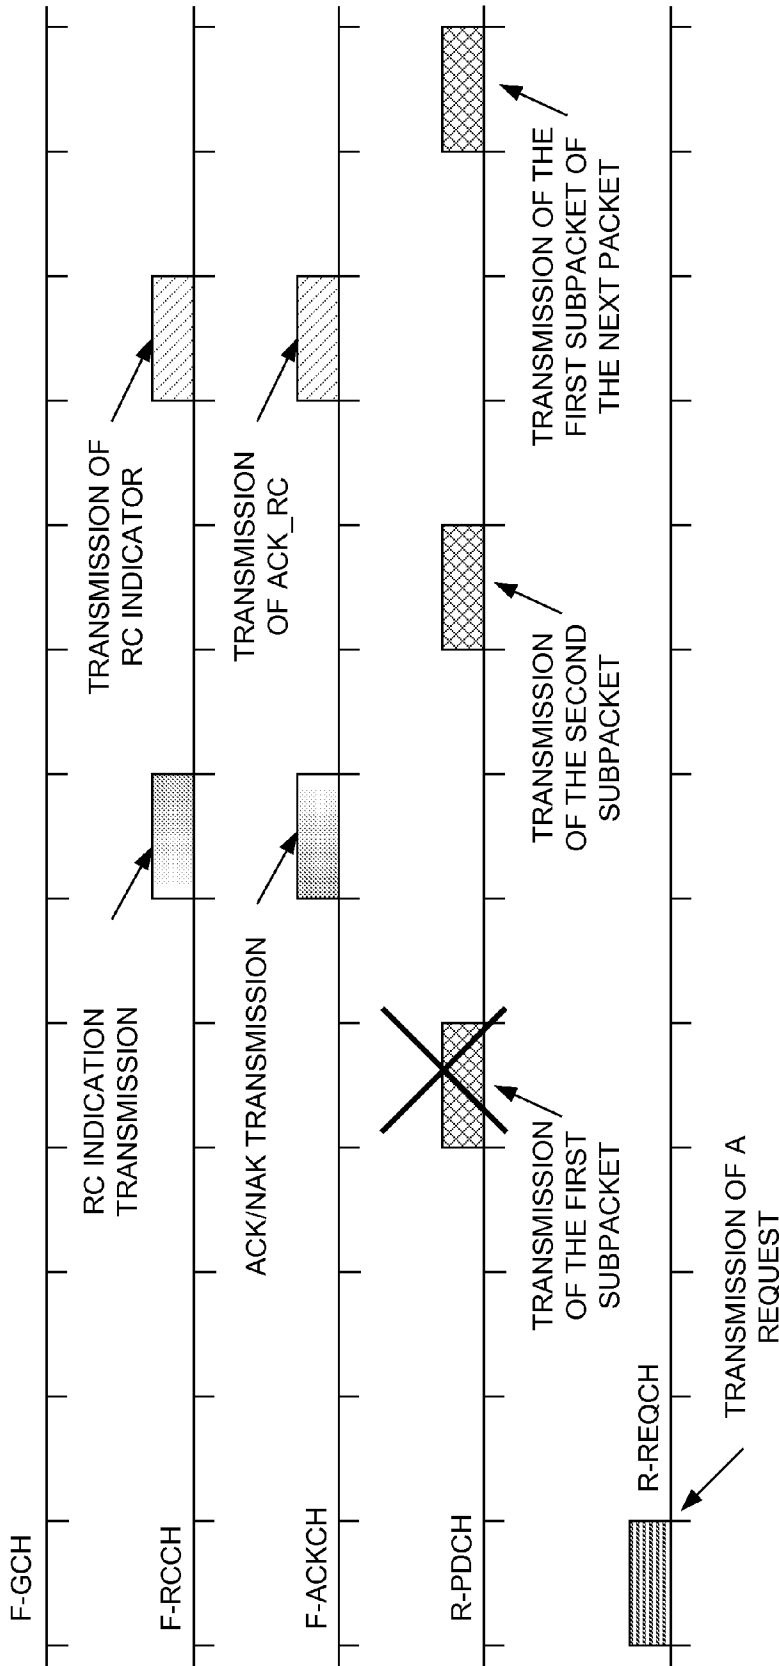 F-GCH
RC INDICATION
TRANSMISSION
TRANSMISSION OF
RC INDICATOR
F-RCCH
ACK/NAK TRANSMISSION
TRANSMISSION
OF ACK_RC
F-ACKCH
R-PDCH
TRANSMISSION
OF THE FIRST
SUBPACKET
TRANSMISSION
OF THE SECOND
SUBPACKET
TRANSMISSION OF THE
FIRST SUBPACKET OF
THE NEXT PACKET
R-REQCH
TRANSMISSION OF A
REQUEST